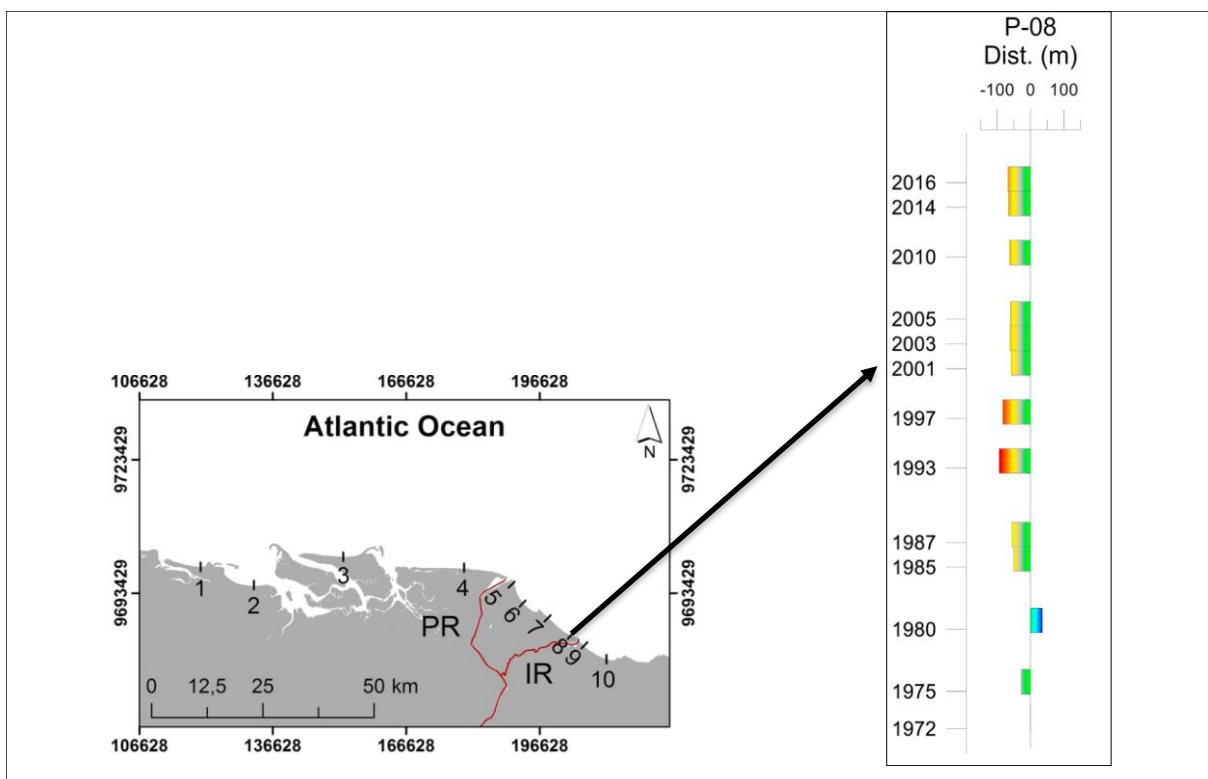 P-08
Dist. (m)
-100 0 100
2016
2014
2010
2005
2003
2001
1997
1993
1987
1985
1980
1975
1972
106628 136628 166628 196628
Atlantic Ocean
N
9723429 9723429
9693429 9693429
1 2 3 4 5 6 7 8 9 10
PR
IR
0 12,5 25 50 km
106628 136628 166628 196628